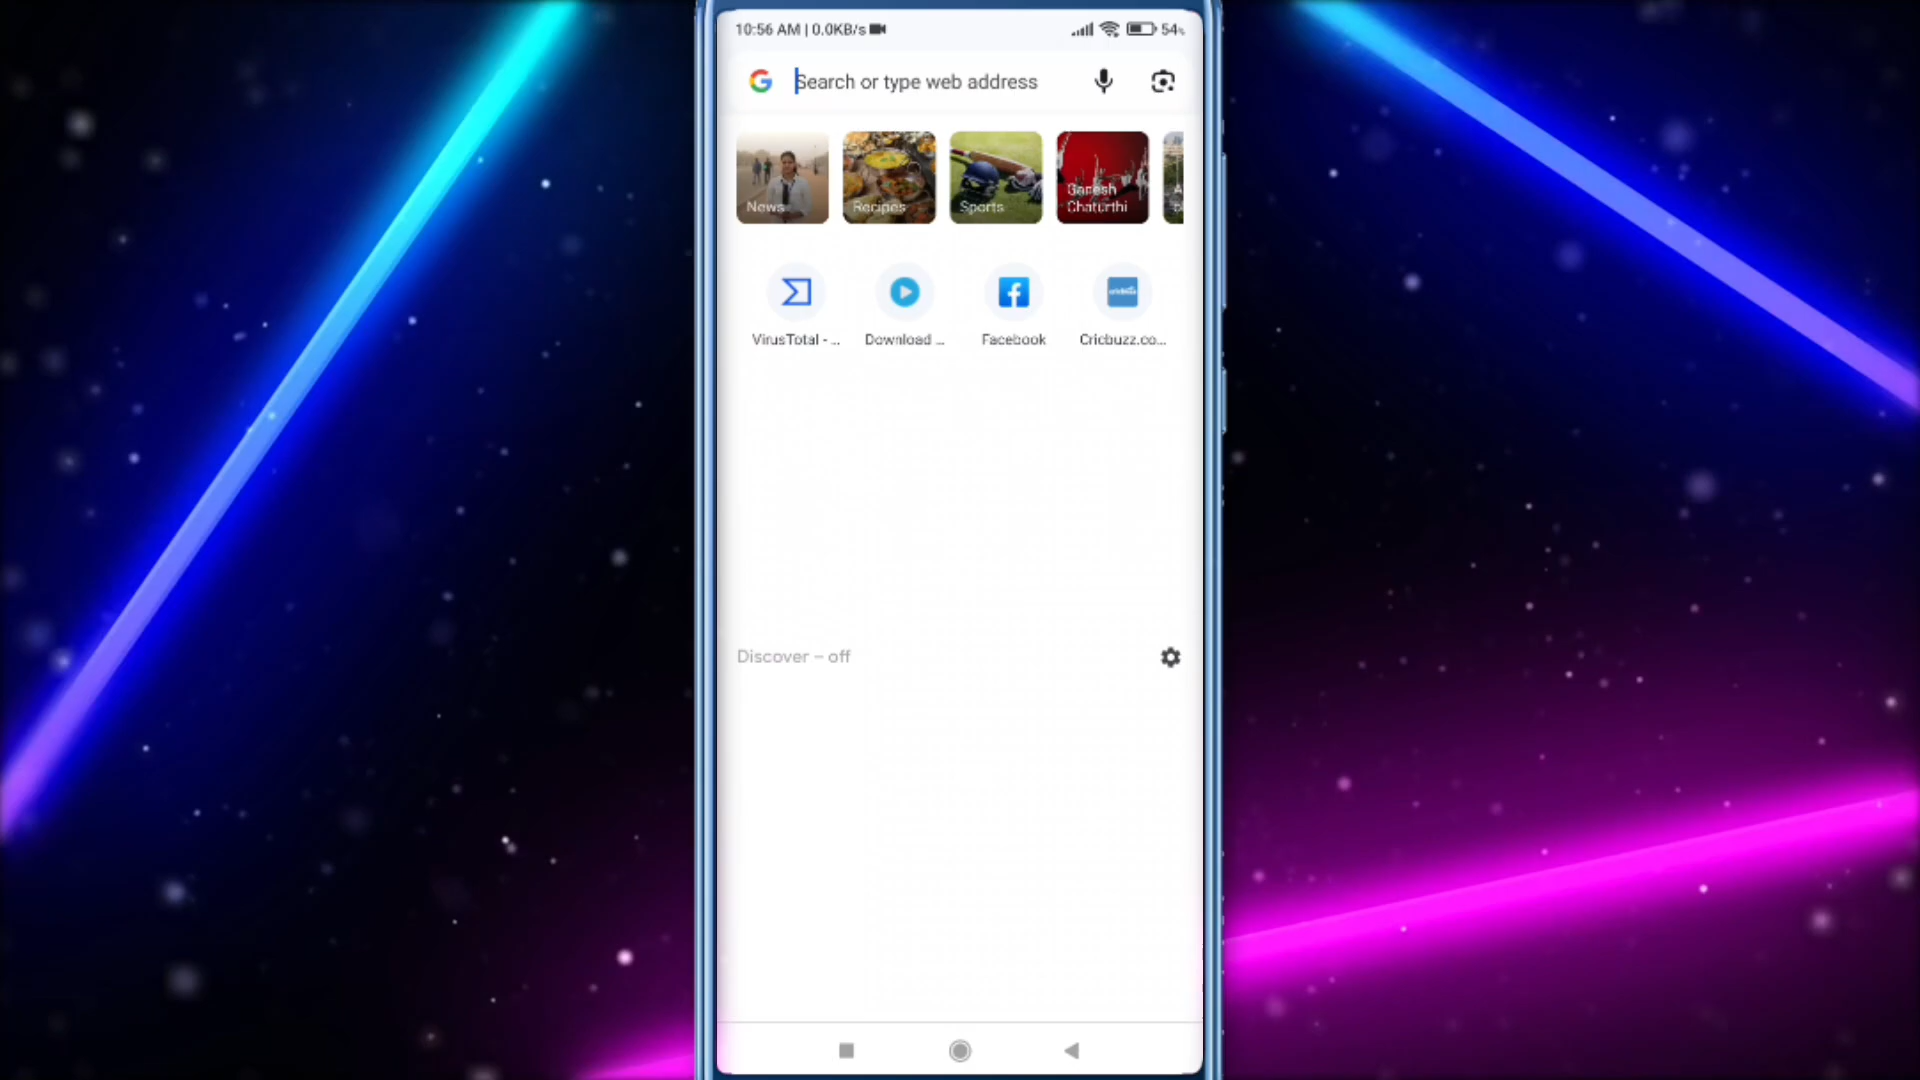 10:56 AM | 0.0KB/s
54%
Search or type web address
News
Recipes
Sports
Ganesh
Chaturthi
VirusTotal - ...
Download ...
Facebook
Cricbuzz.co...
Discover – off